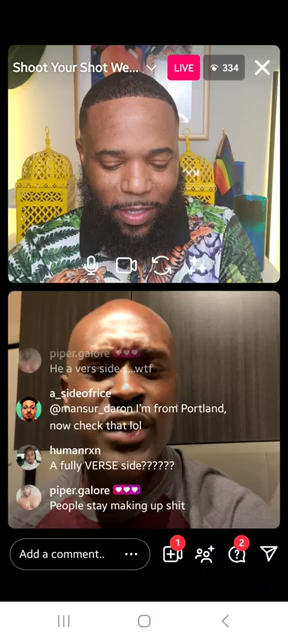 Shoot Your Shot We...
LIVE
334
piper.galore
He a vers side (...wtf
a_sideofrice
@mansur_daron I'm from Portland,
now check that lol
humanrxn
A fully VERSE side??????
piper.galore
People stay making up shit
Add a comment..
1
2